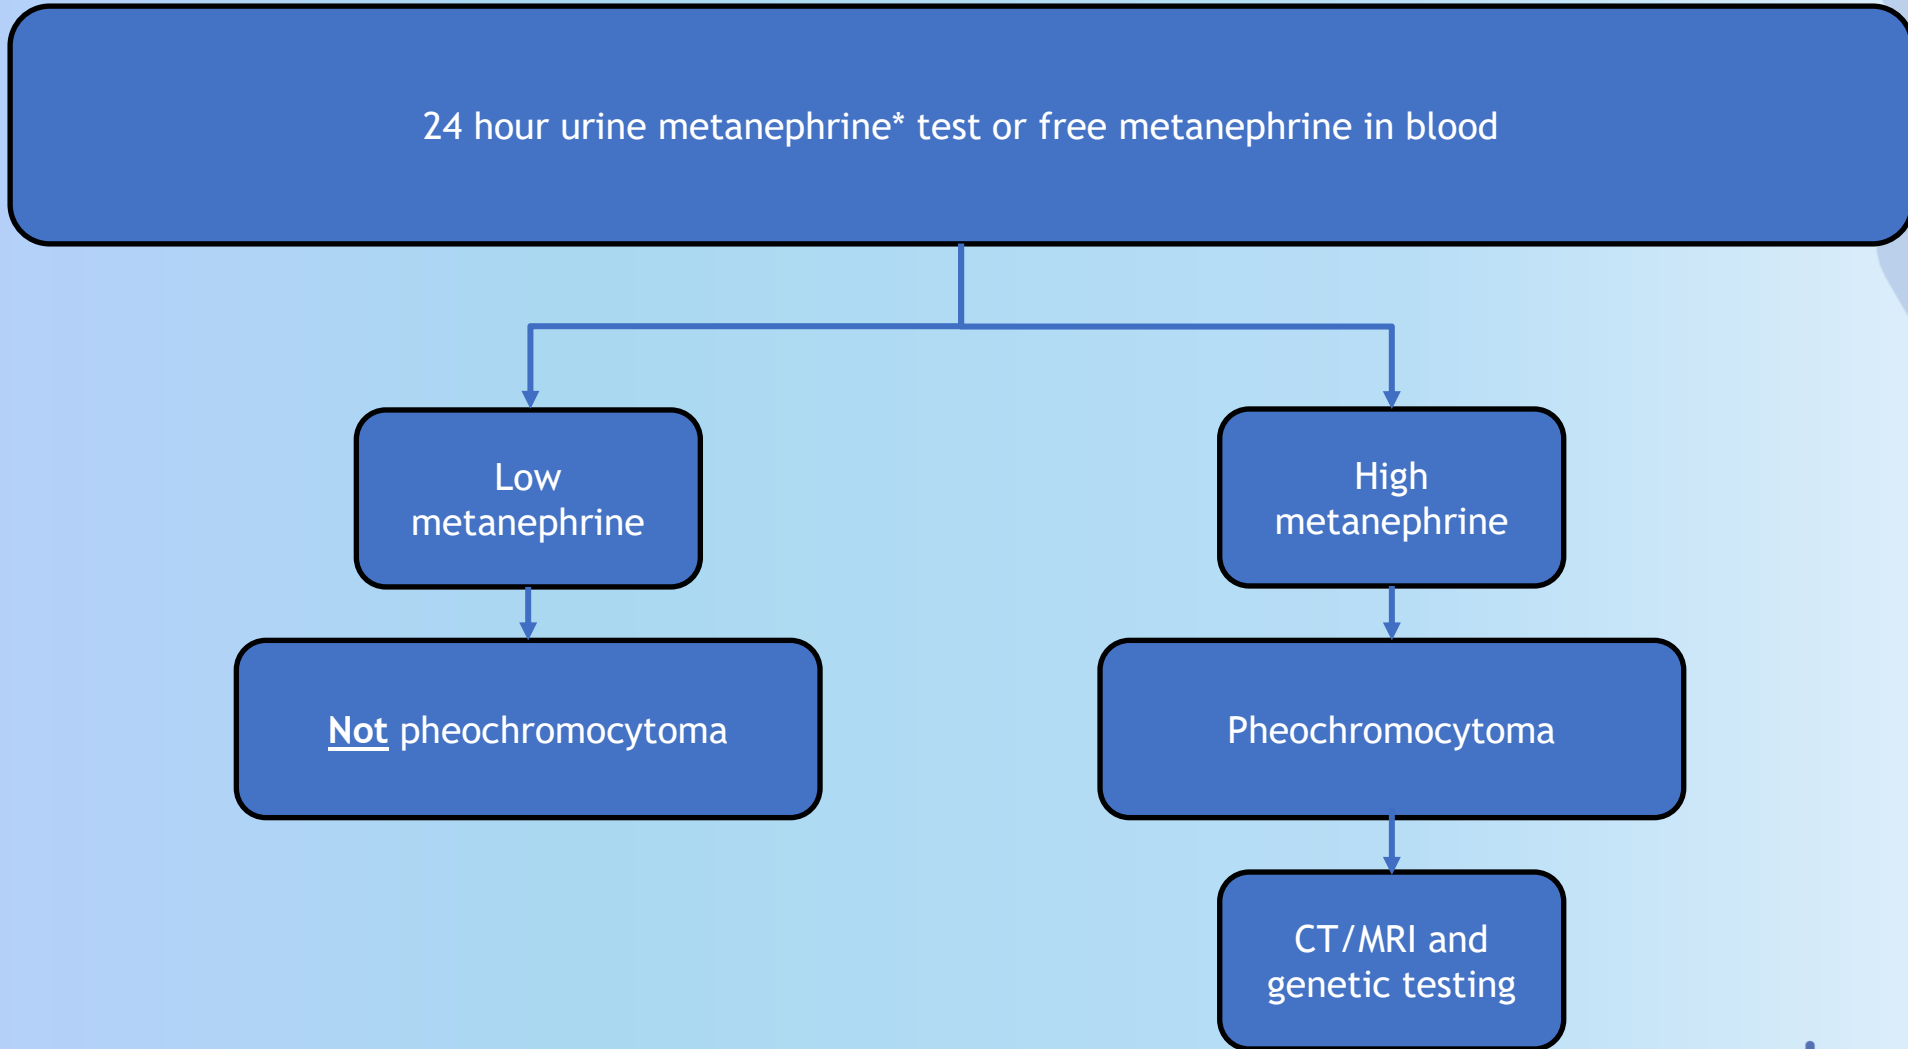 24 hour urine metanephrine* test or free metanephrine in blood
Low
metanephrine
High
metanephrine
Not pheochromocytoma
Pheochromocytoma
CT/MRI and
genetic testing